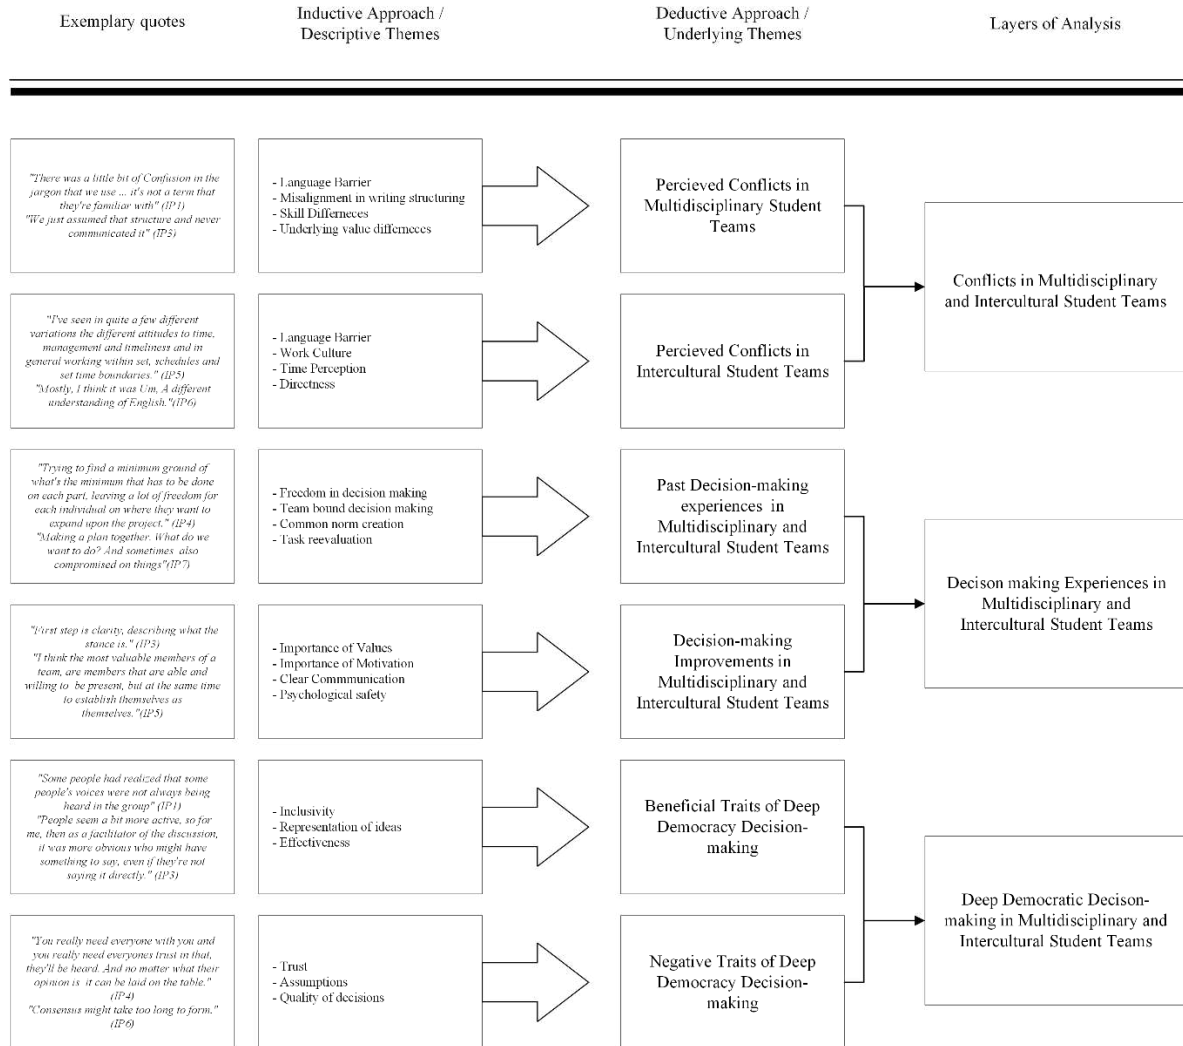 Exemplary quotes
Inductive Approach /
Descriptive Themes
Deductive Approach /
Underlying Themes
Layers of Analysis
"There was a little bit of Confusion in the
jargon that we use ... it's not a term that
they're familiar with" (IP1)
"We just assumed that structure and never
communicated it" (IP3)
- Language Barrier
- Misalignment in writing structuring
- Skill Differneces
- Underlying value differneces
Percieved Conflicts in
Multidisciplinary Student
Teams
Conflicts in Multidisciplinary
and Intercultural Student Teams
"I've seen in quite a few different
variations the different attitudes to time,
management and timeliness and in
general working within set, schedules and
set time boundaries." (IP5)
"Mostly, I think it was Um, A different
understanding of English."(IP6)
- Language Barrier
- Work Culture
- Time Perception
- Directness
Percieved Conflicts in
Intercultural Student Teams
"Trying to find a minimum ground of
what's the minimum that has to be done
on each part, leaving a lot of freedom for
each individual on where they want to
expand upon the project." (IP4)
"Making a plan together. What do we
want to do? And sometimes also
compromised on things"(IP7)
- Freedom in decision making
- Team bound decision making
- Common norm creation
- Task reevaluation
Past Decision-making
experiences in
Multidisciplinary and
Intercultural Student Teams
Decison making Experiences in
Multidisciplinary and
Intercultural Student Teams
"First step is clarity, describing what the
stance is." (IP3)
"I think the most valuable members of a
team, are members that are able and
willing to be present, but at the same time
to establish themselves as
themselves."(IP5)
- Importance of Values
- Importance of Motivation
- Clear Commmunication
- Psychological safety
Decision-making
Improvements in
Multidisciplinary and
Intercultural Student Teams
"Some people had realized that some
people's voices were not always being
heard in the group" (IP1)
"People seem a bit more active, so for
me, then as a facilitator of the discussion,
it was more obvious who might have
something to say, even if they're not
saying it directly." (IP3)
- Inclusivity
- Representation of ideas
- Effectiveness
Beneficial Traits of Deep
Democracy Decision-
making
Deep Democratic Decison-
making in Multidisciplinary and
Intercultural Student Teams
"You really need everyone with you and
you really need everyones trust in that,
they'll be heard. And no matter what their
opinion is it can be laid on the table."
(IP4)
"Consensus might take too long to form."
(IP6)
- Trust
- Assumptions
- Quality of decisions
Negative Traits of Deep
Democracy Decision-
making